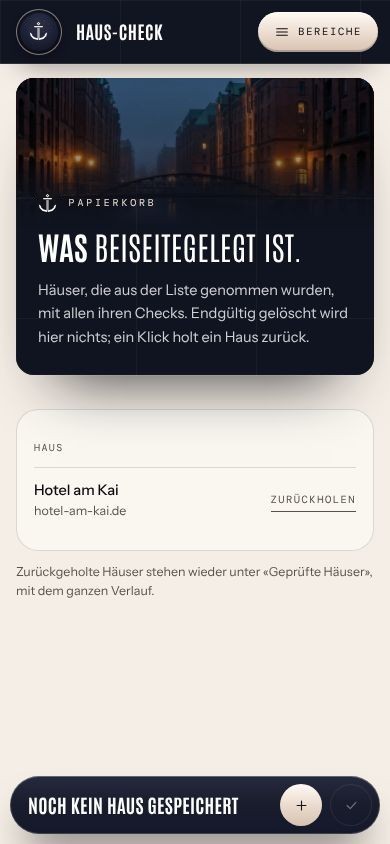 HAUS-CHECK
BEREICHE
PAPIERKORB
WAS BEISEITEGELEGT IST.
Häuser, die aus der Liste genommen wurden,
mit allen ihren Checks. Endgültig gelöscht wird
hier nichts; ein Klick holt ein Haus zurück.
HAUS
Hotel am Kai
hotel-am-kai.de
ZURÜCKHOLEN
Zurückgeholte Häuser stehen wieder unter «Geprüfte Häuser»,
mit dem ganzen Verlauf.
NOCH KEIN HAUS GESPEICHERT